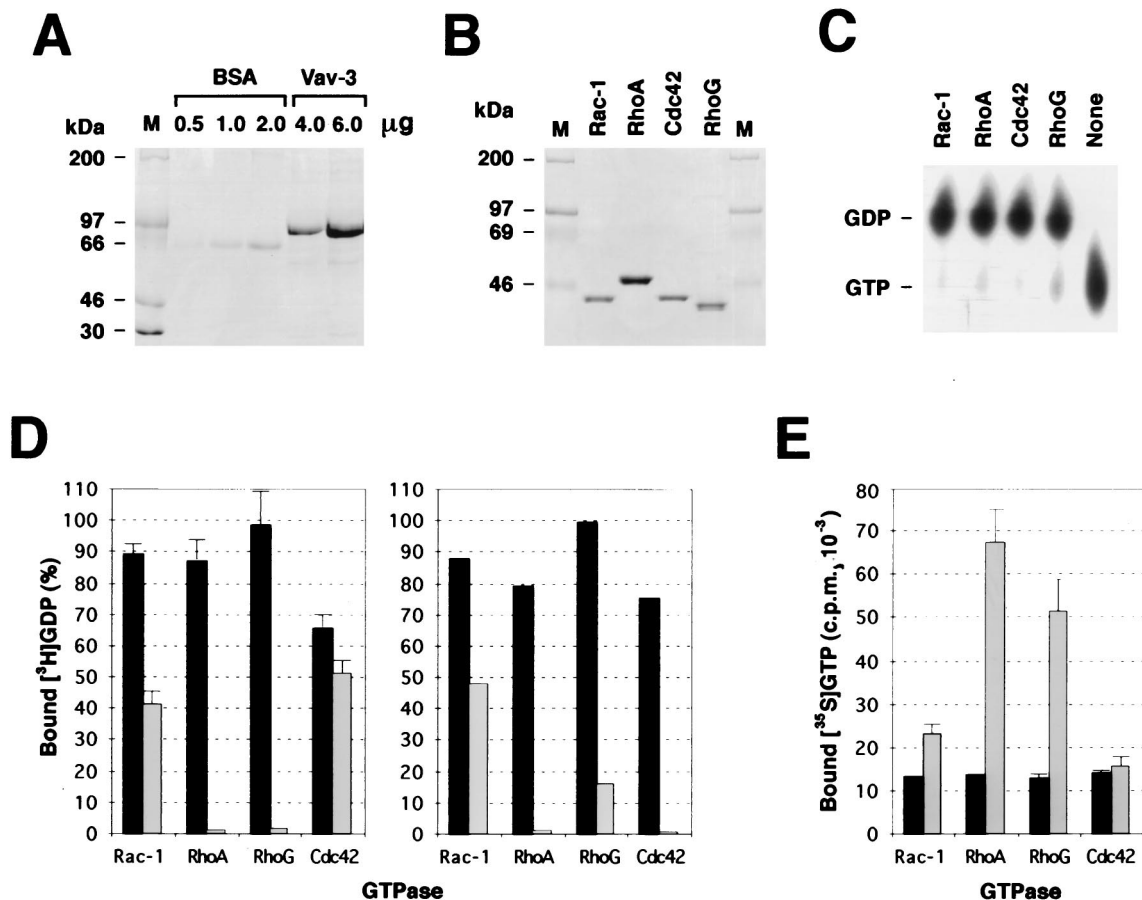 A
BSA Vav-3
kDa M 0.5 1.0 2.0 4.0 6.0 μg
200
97
66
46
30
B
kDa M Rac-1 RhoA Cdc42 RhoG M
200
97
69
46
C
Rac-1 RhoA Cdc42 RhoG None
GDP
GTP
D
Bound [³H]GDP (%)
110
100
90
80
70
60
50
40
30
20
10
0
Rac-1 RhoA RhoG Cdc42
110
100
90
80
70
60
50
40
30
20
10
0
Rac-1 RhoA RhoG Cdc42
GTPase
E
Bound [³⁵S]GTP (c.p.m., 10⁻³)
80
70
60
50
40
30
20
10
0
Rac-1 RhoA RhoG Cdc42
GTPase